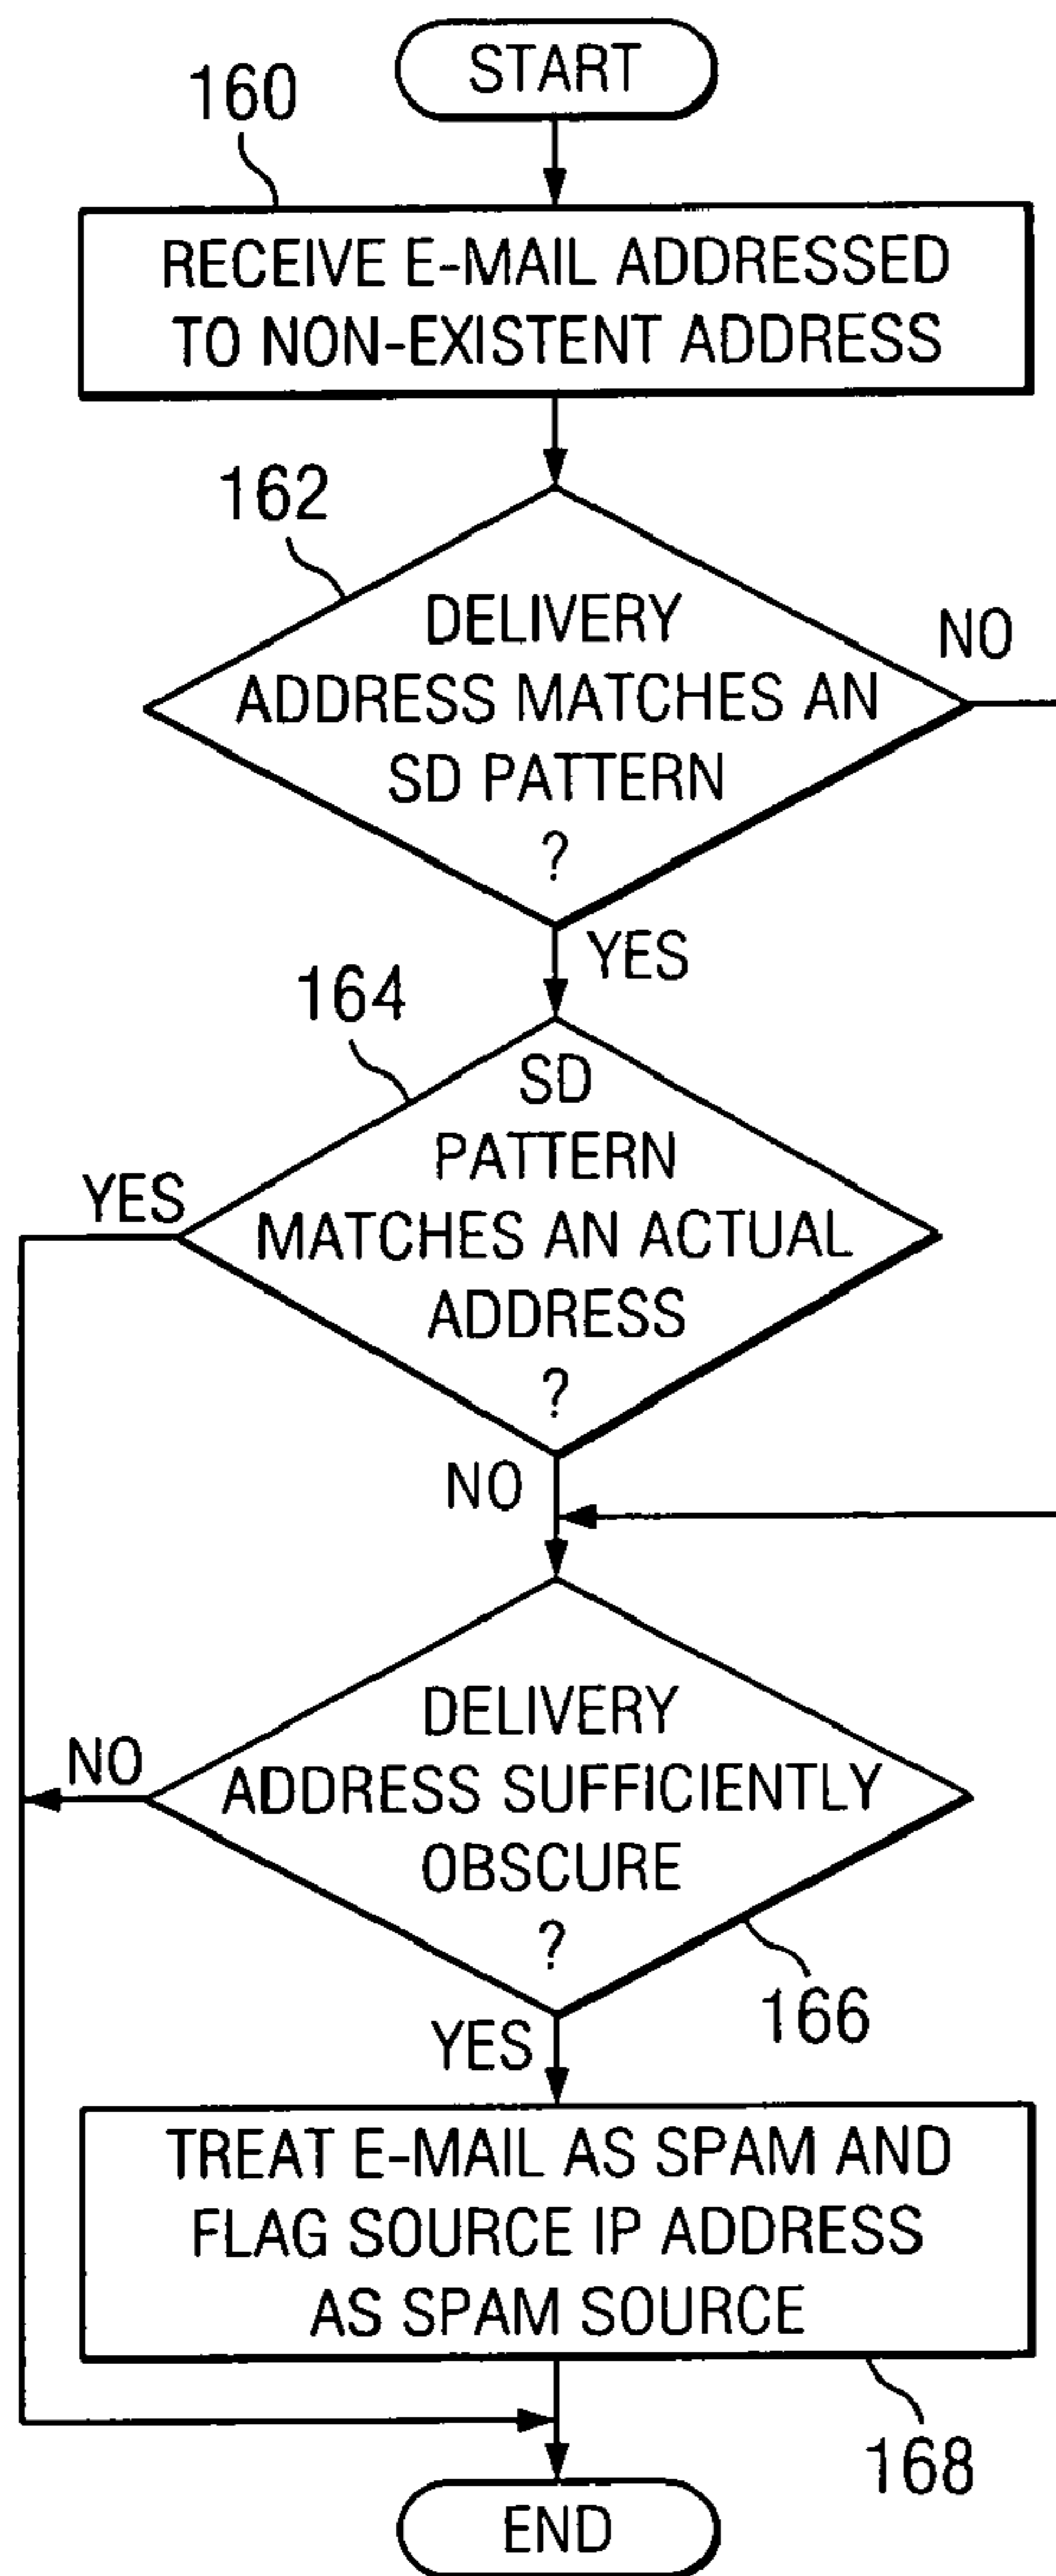 START
160
RECEIVE E-MAIL ADDRESSED
TO NON-EXISTENT ADDRESS
162
DELIVERY
ADDRESS MATCHES AN
SD PATTERN
?
NO
YES
164
SD
PATTERN
MATCHES AN ACTUAL
ADDRESS
?
YES
NO
DELIVERY
ADDRESS SUFFICIENTLY
OBSCURE
?
NO
166
YES
TREAT E-MAIL AS SPAM AND
FLAG SOURCE IP ADDRESS
AS SPAM SOURCE
168
END